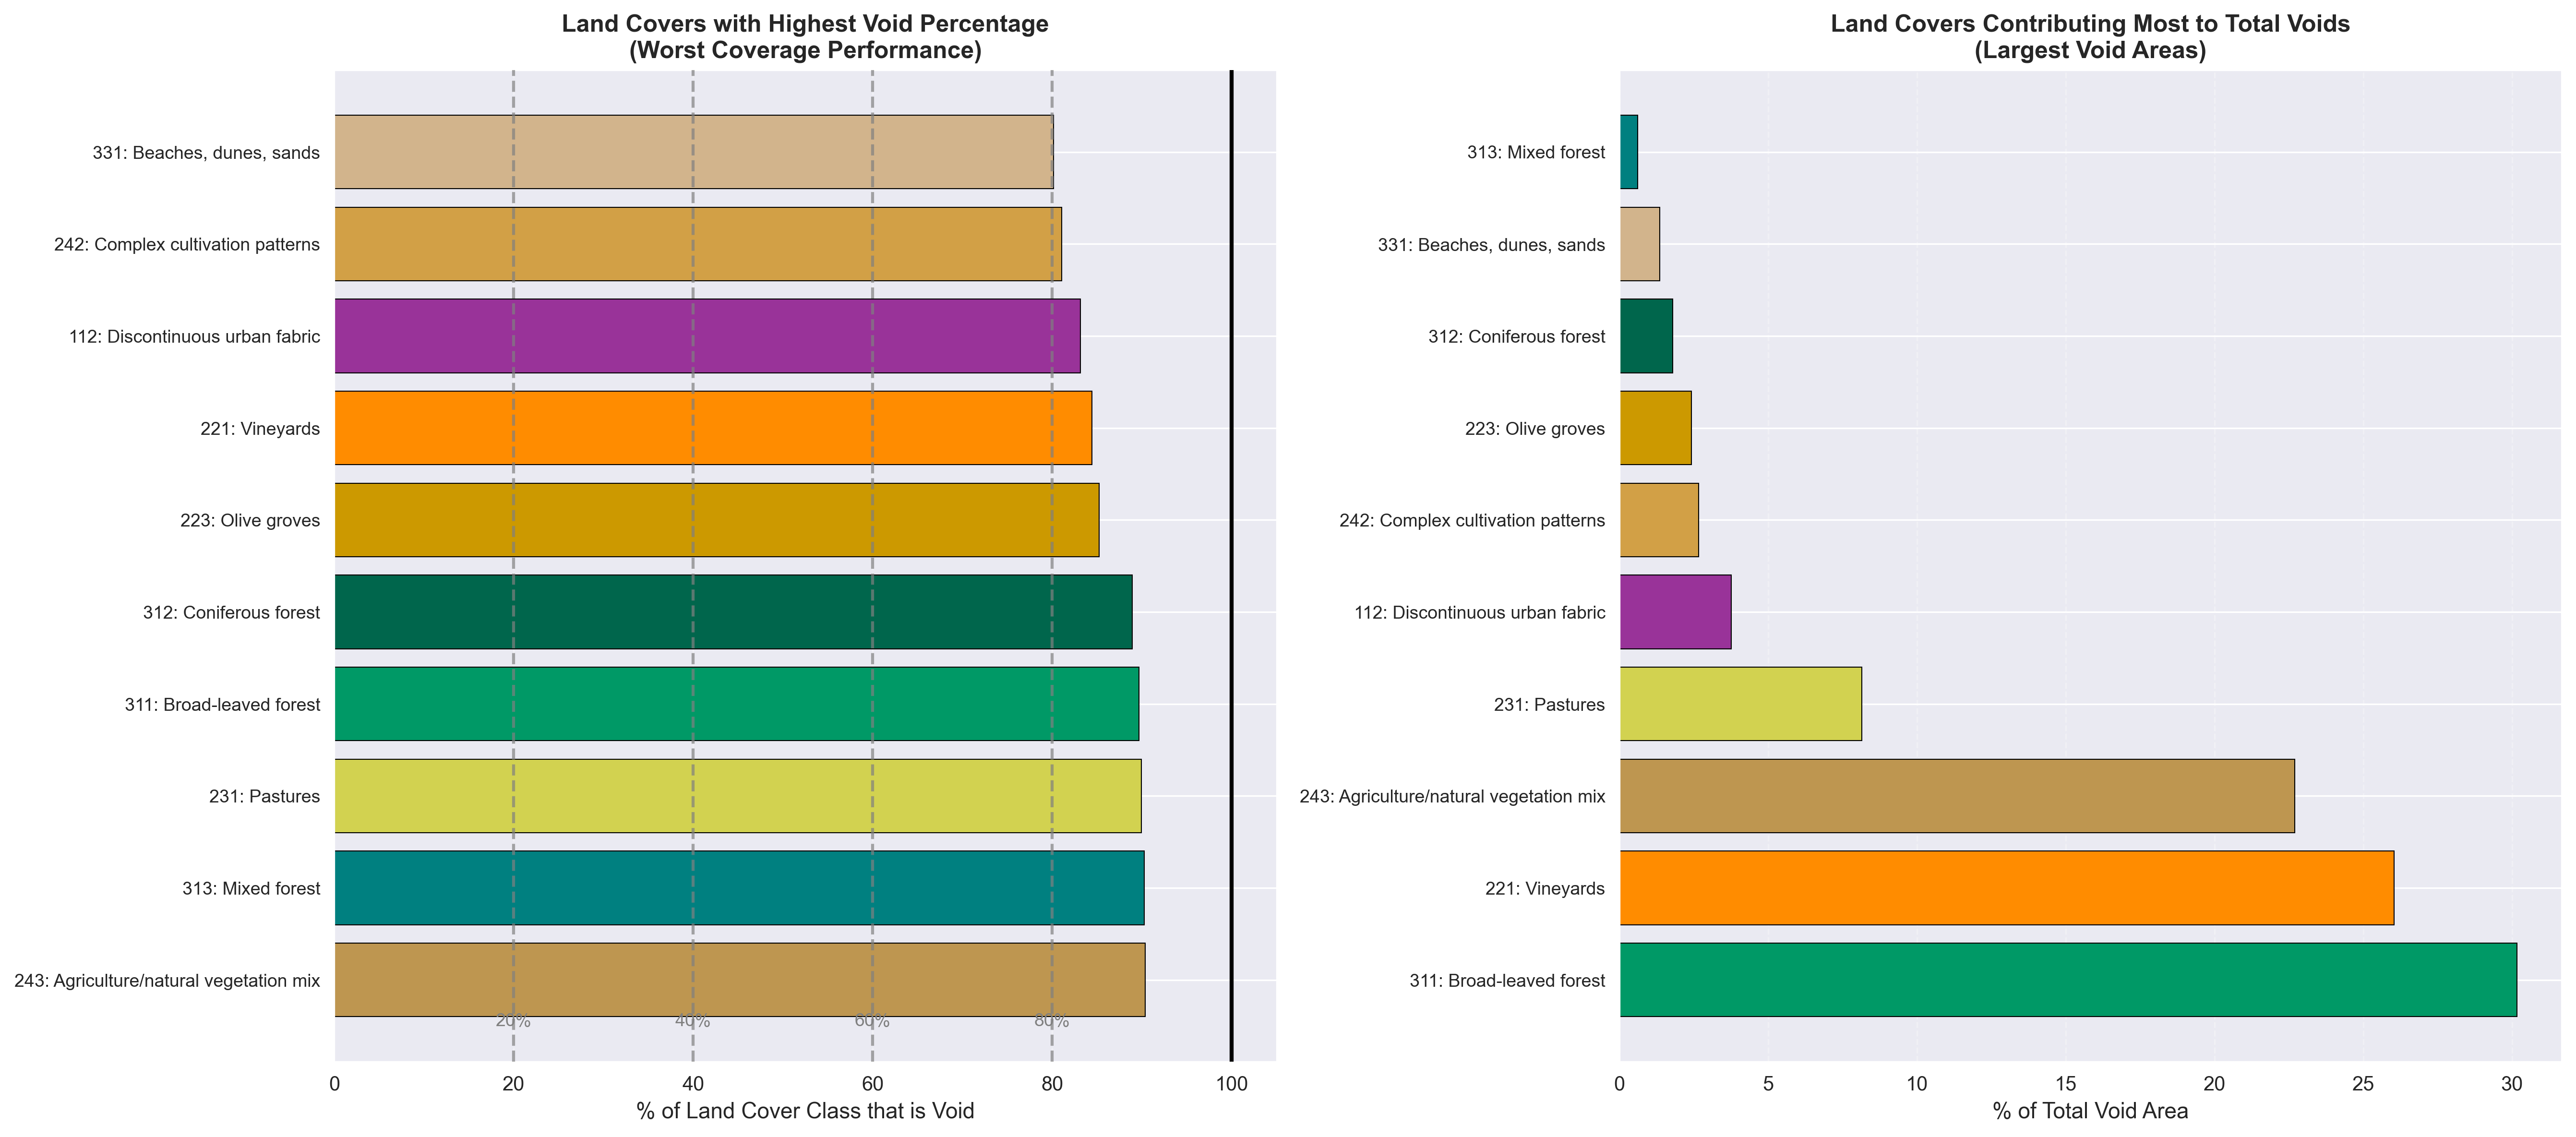 Land Covers with Highest Void Percentage
(Worst Coverage Performance)
331: Beaches, dunes, sands
242: Complex cultivation patterns
112: Discontinuous urban fabric
221: Vineyards
223: Olive groves
312: Coniferous forest
311: Broad-leaved forest
231: Pastures
313: Mixed forest
243: Agriculture/natural vegetation mix
20%
40%
60%
80%
0
20
40
60
80
100
% of Land Cover Class that is Void
Land Covers Contributing Most to Total Voids
(Largest Void Areas)
313: Mixed forest
331: Beaches, dunes, sands
312: Coniferous forest
223: Olive groves
242: Complex cultivation patterns
112: Discontinuous urban fabric
231: Pastures
243: Agriculture/natural vegetation mix
221: Vineyards
311: Broad-leaved forest
0
5
10
15
20
25
30
% of Total Void Area